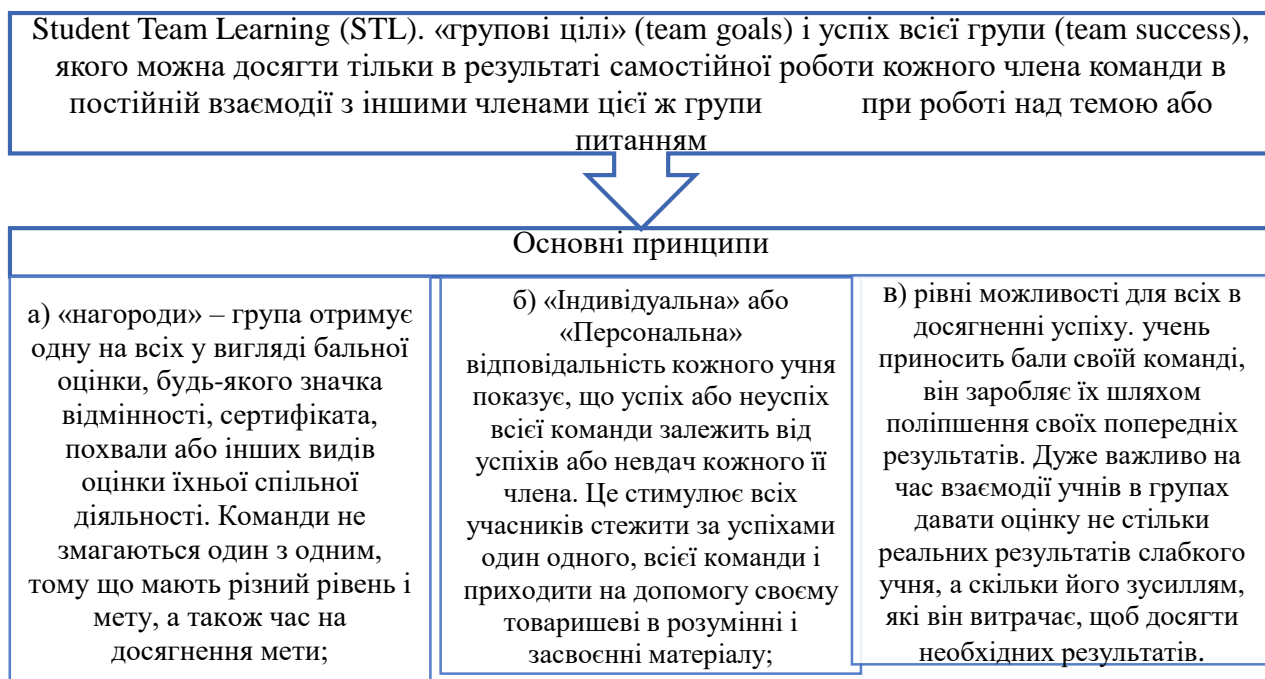 Student Team Learning (STL). «групові цілі» (team goals) і успіх всієї групи (team success),
якого можна досягти тільки в результаті самостійної роботи кожного члена команди в
постійній взаємодії з іншими членами цієї ж групи при роботі над темою або
питанням
Основні принципи
а) «нагороди» – група отримує
одну на всіх у вигляді бальної
оцінки, будь-якого значка
відмінності, сертифіката,
похвали або інших видів
оцінки їхньої спільної
діяльності. Команди не
змагаються один з одним,
тому що мають різний рівень і
мету, а також час на
досягнення мети;
б) «Індивідуальна» або
«Персональна»
відповідальність кожного учня
показує, що успіх або неуспіх
всієї команди залежить від
успіхів або невдач кожного її
члена. Це стимулює всіх
учасників стежити за успіхами
один одного, всієї команди і
приходити на допомогу своєму
товаришеві в розумінні і
засвоєнні матеріалу;
в) рівні можливості для всіх в
досягненні успіху. учень
приносить бали своїй команді,
він заробляє їх шляхом
поліпшення своїх попередніх
результатів. Дуже важливо на
час взаємодії учнів в групах
давати оцінку не стільки
реальних результатів слабкого
учня, а скільки його зусиллям,
які він витрачає, щоб досягти
необхідних результатів.